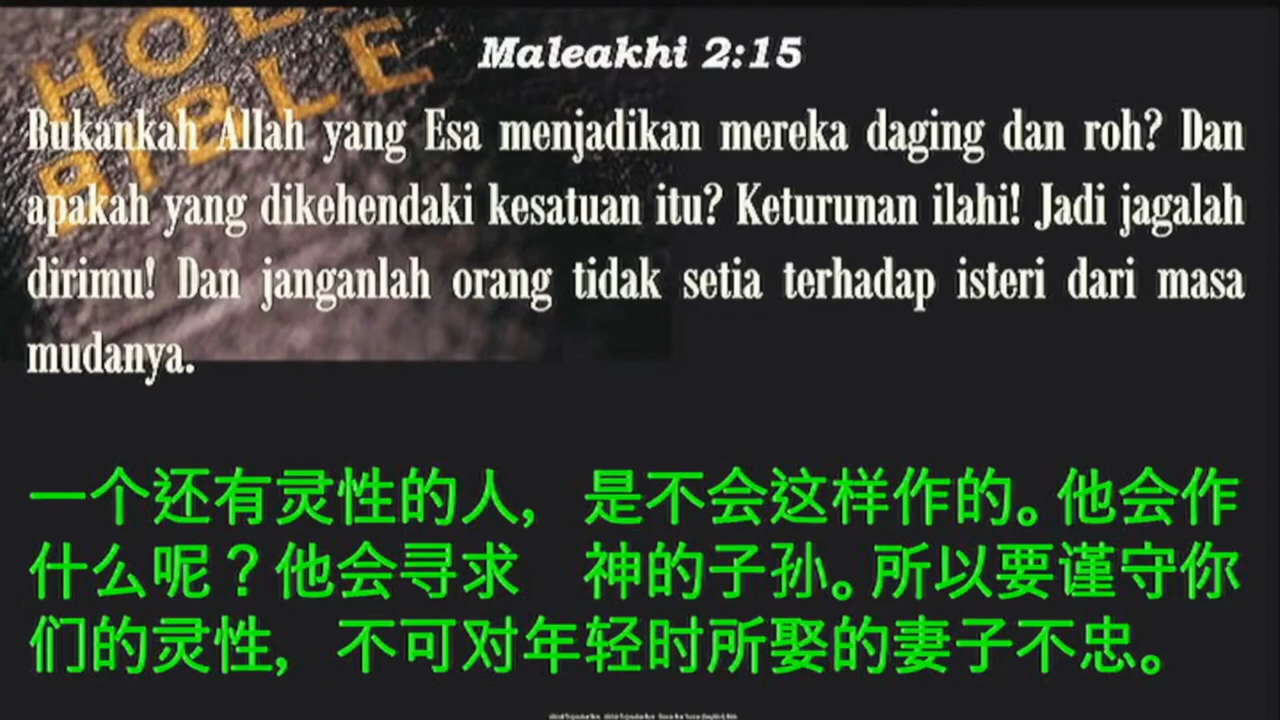 HOLY
BIBLE
Maleakhi 2:15
Bukankah Allah yang Esa menjadikan mereka daging dan roh? Dan
apakah yang dikehendaki kesatuan itu? Keturunan ilahi! Jadi jagalah
dirimu! Dan janganlah orang tidak setia terhadap isteri dari masa
mudanya.
一个还有灵性的人， 是不会这样作的。他会作
什么呢？他会寻求　神的子孙。所以要谨守你
们的灵性， 不可对年轻时所娶的妻子不忠。